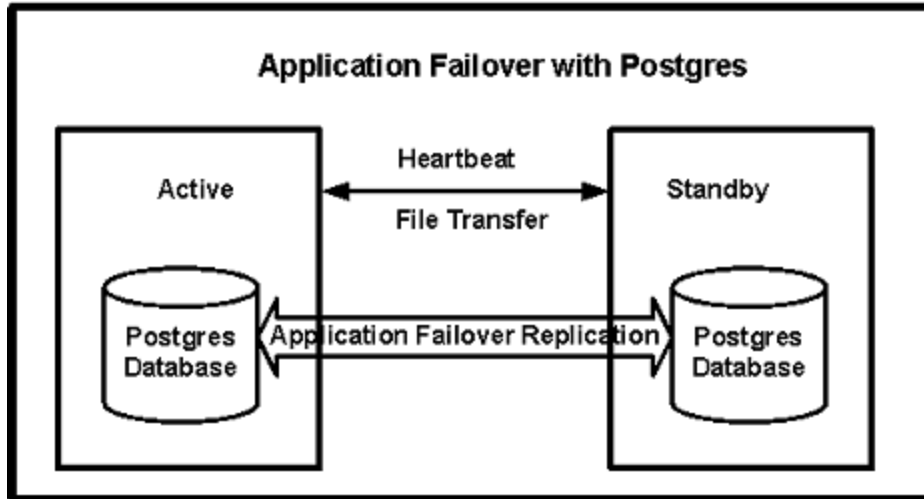 Application Failover with Postgres
Heartbeat
Active
Standby
File Transfer
Postgres
Database
Application Failover Replication
Postgres
Database